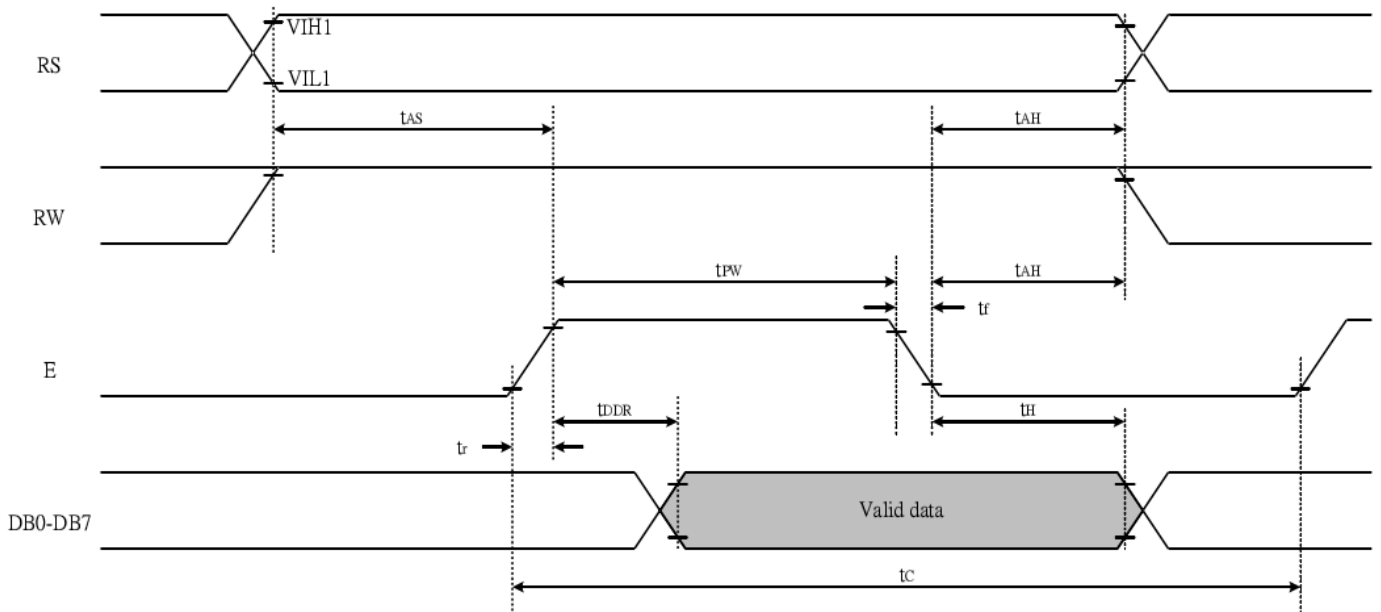 VIH1
RS
VIL1
tAS
tAH
RW
tPW
tAH
tf
E
tDDR
tH
tr
Valid data
DB0-DB7
tC